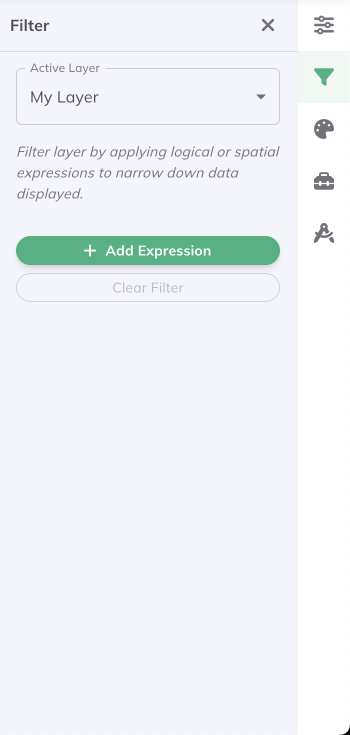 Filter
Active Layer
My Layer
Filter layer by applying logical or spatial
expressions to narrow down data
displayed.
Add Expression
Clear Filter